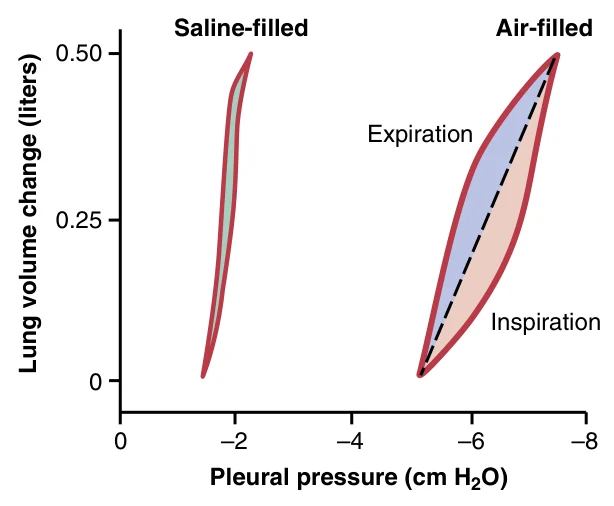 Saline-filled
Air-filled
0.50
0.25
0
Lung volume change (liters)
Expiration
Inspiration
0
–2
–4
–6
–8
Pleural pressure (cm H₂O)